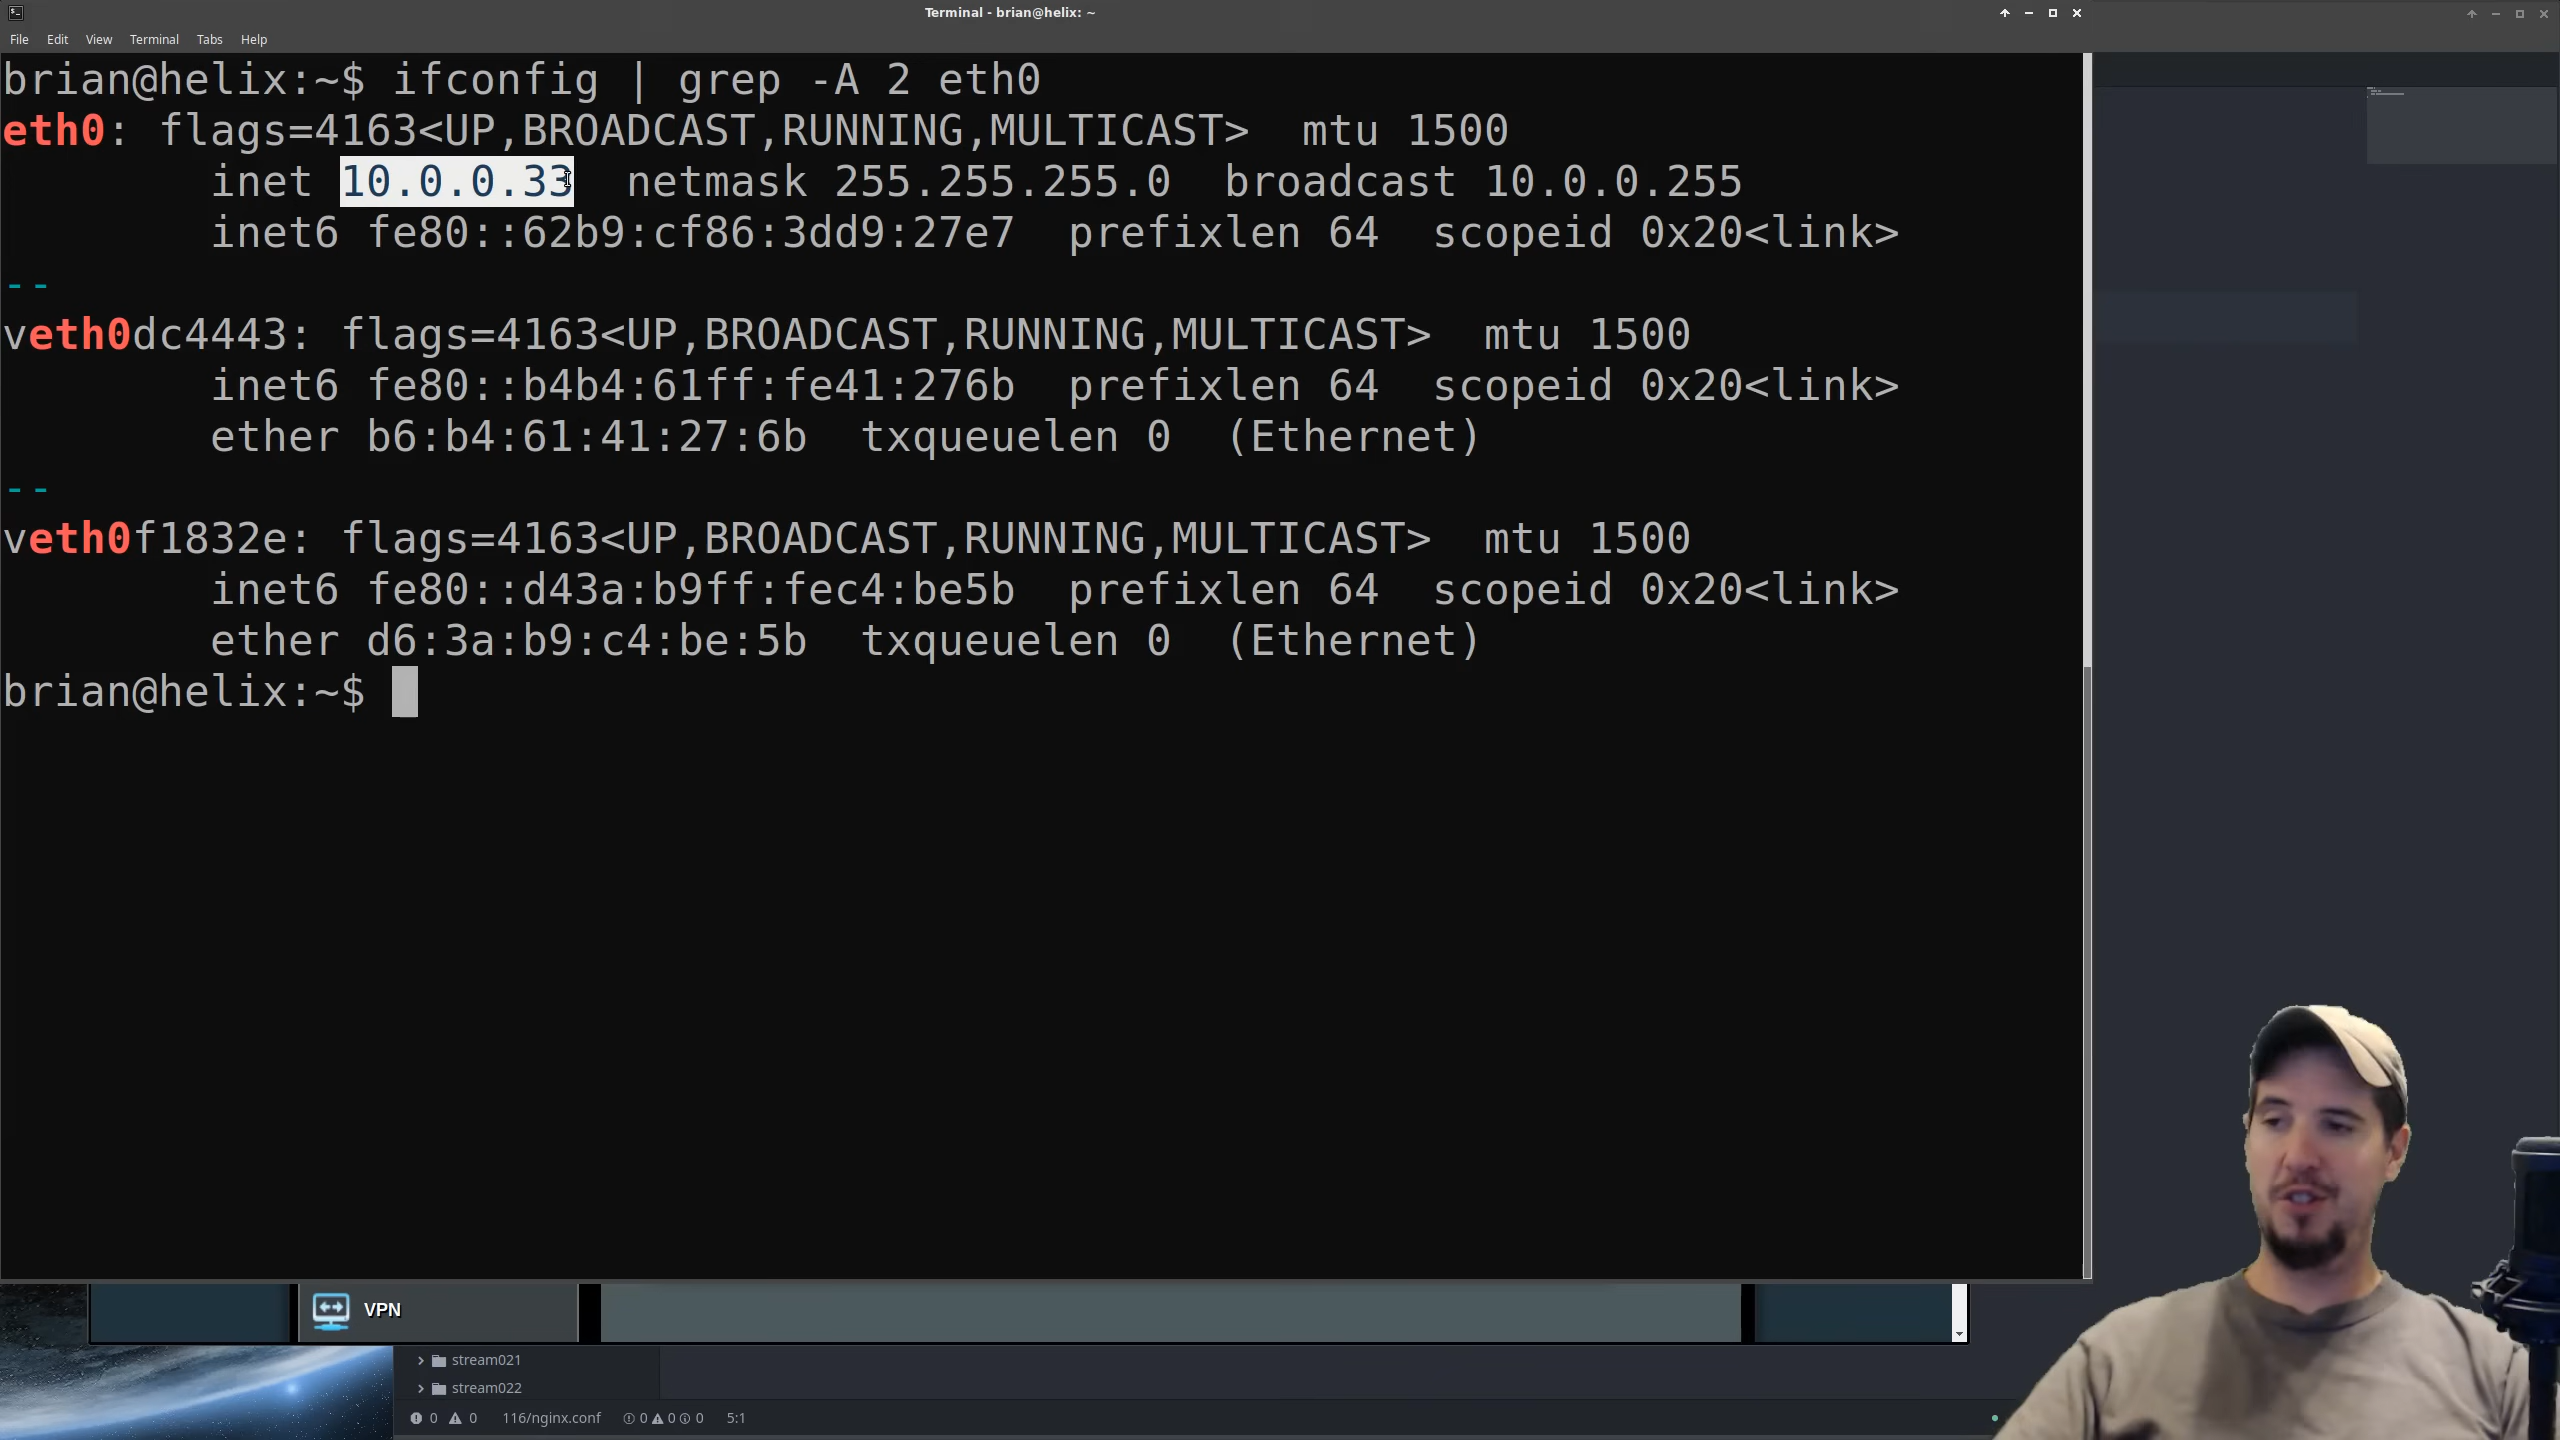 Terminal - brian@helix: ~
File Edit View Terminal Tabs Help
brian@helix:~$ ifconfig | grep -A 2 eth0
eth0: flags=4163<UP,BROADCAST,RUNNING,MULTICAST>  mtu 1500
        inet 10.0.0.33  netmask 255.255.255.0  broadcast 10.0.0.255
        inet6 fe80::62b9:cf86:3dd9:27e7  prefixlen 64  scopeid 0x20<link>
--
veth0dc4443: flags=4163<UP,BROADCAST,RUNNING,MULTICAST>  mtu 1500
        inet6 fe80::b4b4:61ff:fe41:276b  prefixlen 64  scopeid 0x20<link>
        ether b6:b4:61:41:27:6b  txqueuelen 0  (Ethernet)
--
veth0f1832e: flags=4163<UP,BROADCAST,RUNNING,MULTICAST>  mtu 1500
        inet6 fe80::d43a:b9ff:fec4:be5b  prefixlen 64  scopeid 0x20<link>
        ether d6:3a:b9:c4:be:5b  txqueuelen 0  (Ethernet)
brian@helix:~$
VPN
stream021
stream022
0 0 116/nginx.conf 0 0 0 5:1